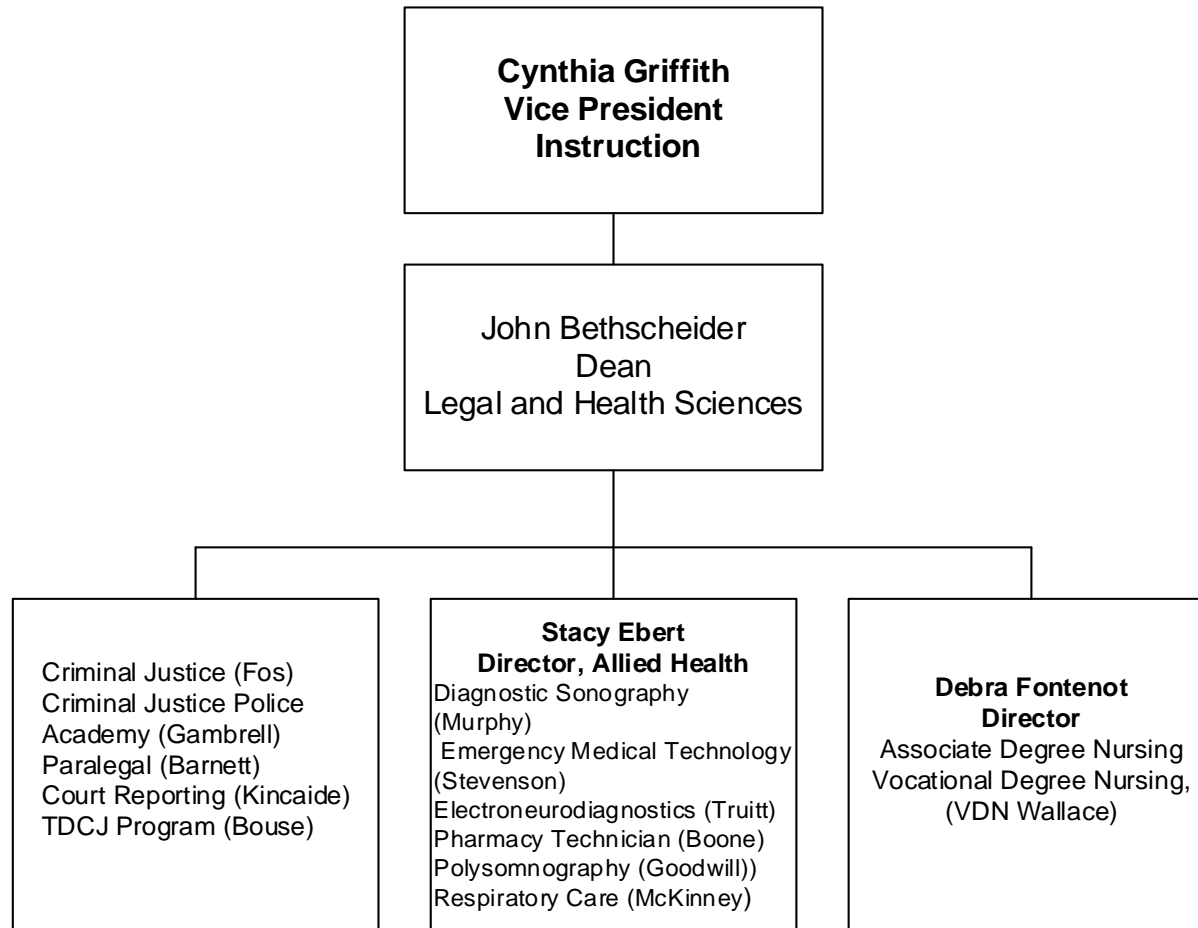 Cynthia Griffith
Vice President
Instruction
John Bethscheider
Dean
Legal and Health Sciences
Criminal Justice (Fos)
Criminal Justice Police
Academy (Gambrell)
Paralegal (Barnett)
Court Reporting (Kincaide)
TDCJ Program (Bouse)
Stacy Ebert
Director, Allied Health
Diagnostic Sonography
(Murphy)
Emergency Medical Technology
(Stevenson)
Electroneurodiagnostics (Truitt)
Pharmacy Technician (Boone)
Polysomnography (Goodwill))
Respiratory Care (McKinney)
Debra Fontenot
Director
Associate Degree Nursing
Vocational Degree Nursing,
(VDN Wallace)